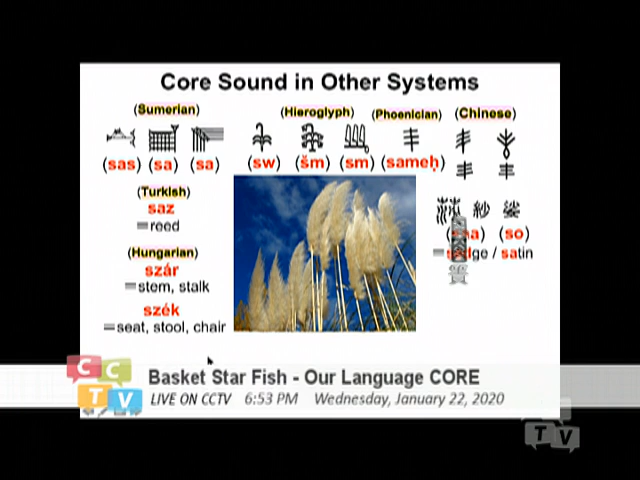 Core Sound in Other Systems
(Sumerian) (Hieroglyph) (Phoenician) (Chinese)
(sas) (sa) (sa) (sw) (šm) (sm) (sameḥ)
(Turkish)
saz
=reed
(so)
/ satin
(Hungarian)
szár
=stem, stalk
szék
=seat, stool, chair
CCTV
Basket Star Fish - Our Language CORE
LIVE ON CCTV 6:53 PM Wednesday, January 22, 2020
TV